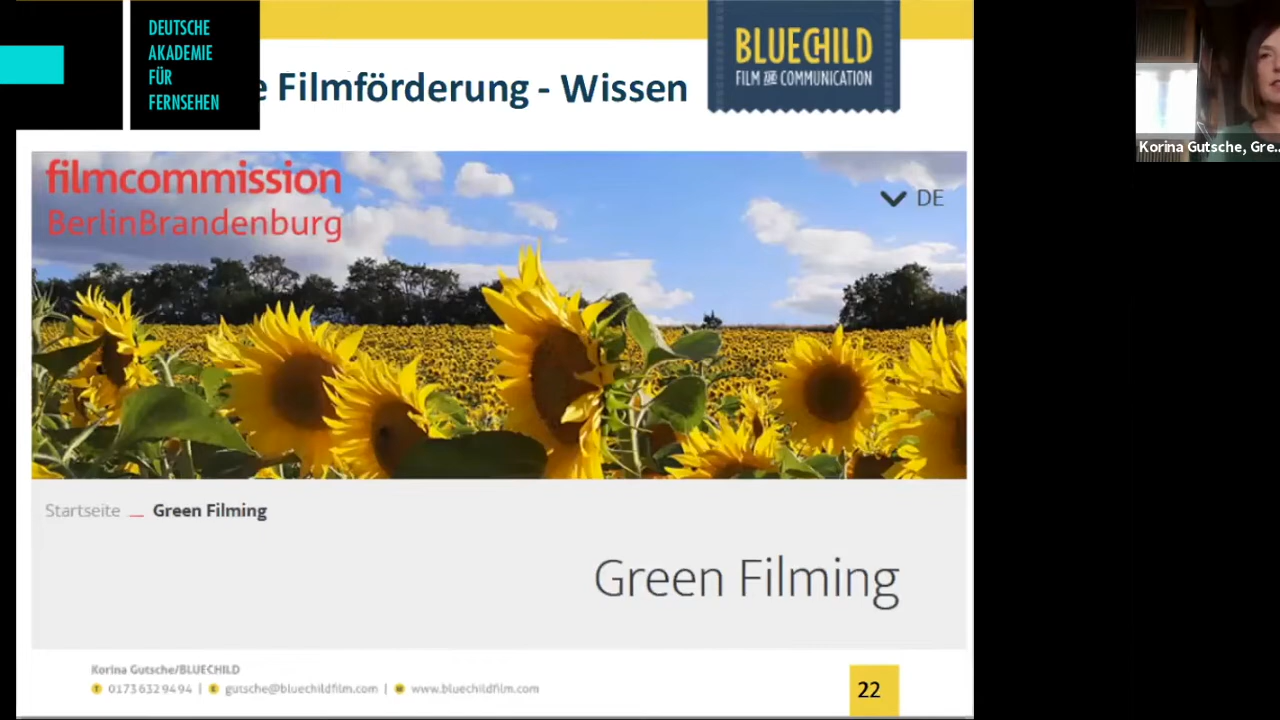 DEUTSCHE
AKADEMIE
FÜR
FERNSEHEN
e Filmförderung - Wissen
BLUECHILD
FILM AND COMMUNICATION
filmcommission
BerlinBrandenburg
DE
Startseite — Green Filming
Green Filming
Korina Gutsche/BLUECHILD
T 0173 632 94 94 | E gutsche@bluechildfilm.com | W www.bluechildfilm.com
22
Korina Gutsche, Gre...